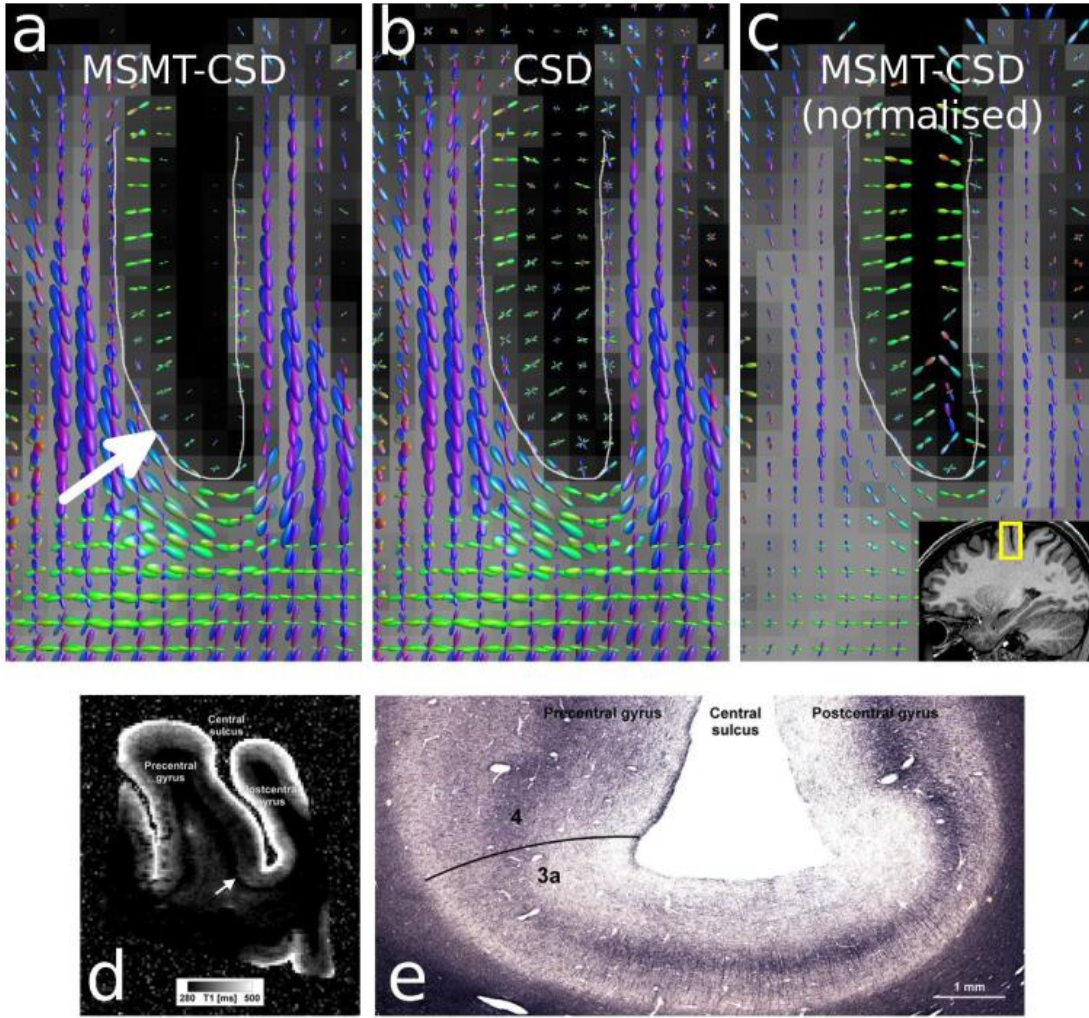 a
MSMT-CSD
b
CSD
c
MSMT-CSD
(normalised)
d
Central
sulcus
Precentral
gyrus
Postcentral
gyrus
280 T1 [ms] 500
e
Precentral gyrus
Central
sulcus
Postcentral gyrus
4
3a
1 mm